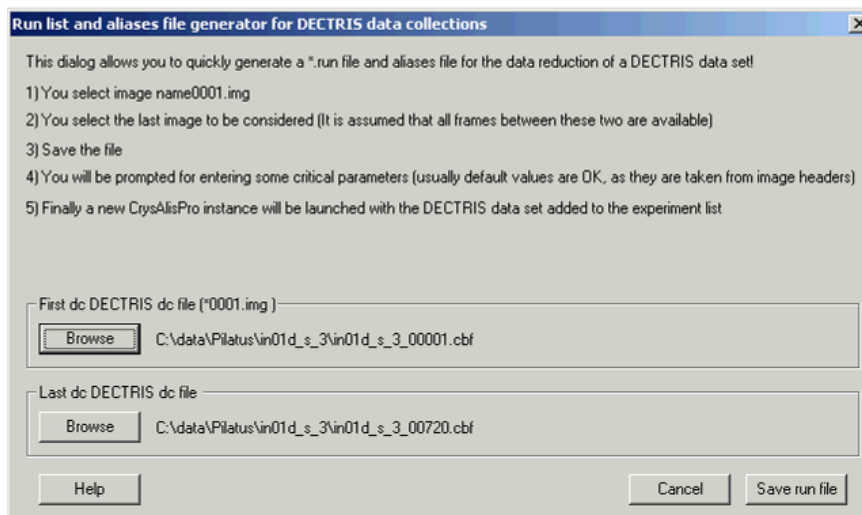 Run list and aliases file generator for DECTRIS data collections
This dialog allows you to quickly generate a *.run file and aliases file for the data reduction of a DECTRIS data set!
1) You select image name0001.img
2) You select the last image to be considered (It is assumed that all frames between these two are available)
3) Save the file
4) You will be prompted for entering some critical parameters (usually default values are OK, as they are taken from image headers)
5) Finally a new CrysAlisPro instance will be launched with the DECTRIS data set added to the experiment list
First dc DECTRIS dc file (*0001.img )
Browse C:\data\Pilatus\in01d_s_3\in01d_s_3_00001.cbf
Last dc DECTRIS dc file
Browse C:\data\Pilatus\in01d_s_3\in01d_s_3_00720.cbf
Help Cancel Save run file